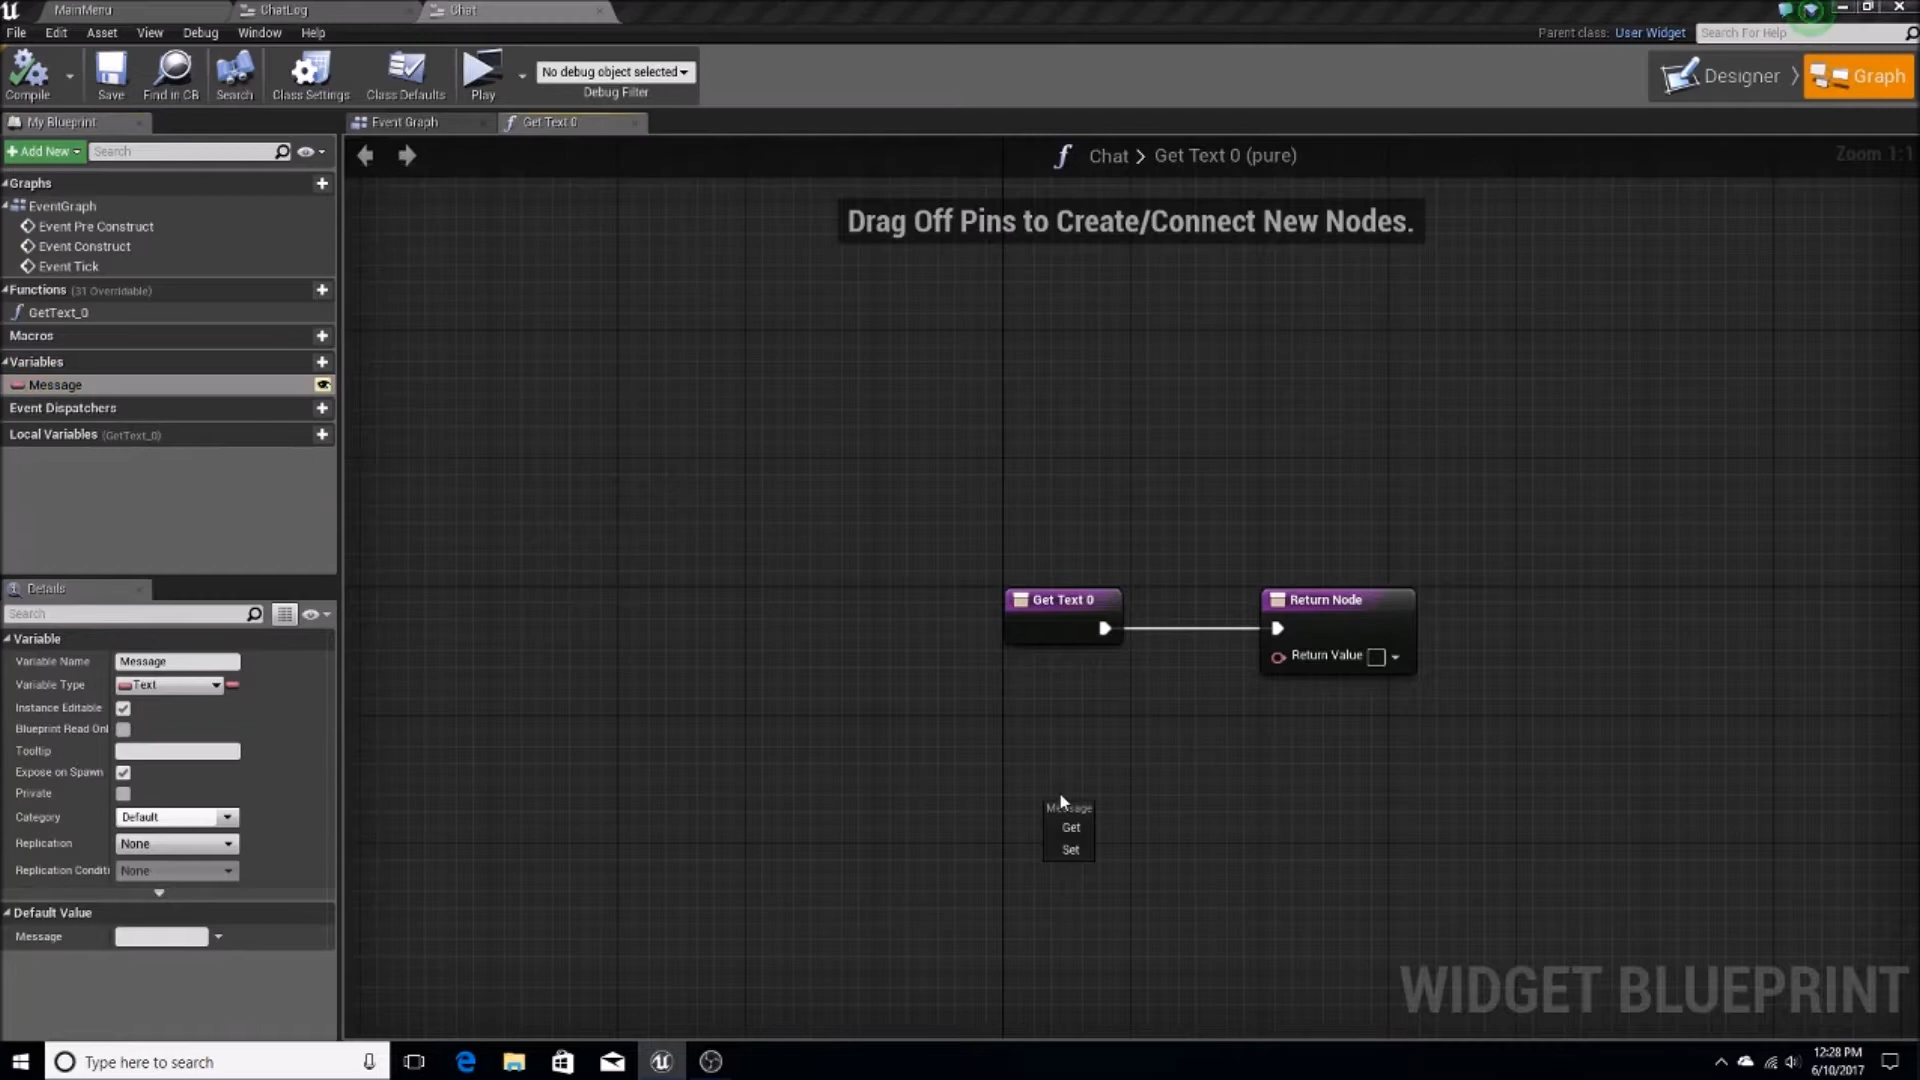 MainMenu
ChatLog
Chat
File Edit Asset View Debug Window Help
Parent class: User Widget
Search For Help
Compile
Save
Find in CB
Search
Class Settings
Class Defaults
Play
No debug object selected
Debug Filter
Designer
Graph
My Blueprint
Event Graph
Get Text 0
+ Add New
Search
Chat > Get Text 0 (pure)
Zoom 1:1
Graphs
EventGraph
Event Pre Construct
Event Construct
Event Tick
Functions (31 Overridable)
GetText_0
Macros
Variables
Message
Event Dispatchers
Local Variables (GetText_0)
Drag Off Pins to Create/Connect New Nodes.
Get Text 0
Return Node
Return Value
Message
Get
Set
Details
Search
Variable
Variable Name Message
Variable Type Text
Instance Editable
Blueprint Read Onl
Tooltip
Expose on Spawn
Private
Category Default
Replication None
Replication Conditi None
Default Value
Message
WIDGET BLUEPRINT
Type here to search
12:28 PM
6/10/2017